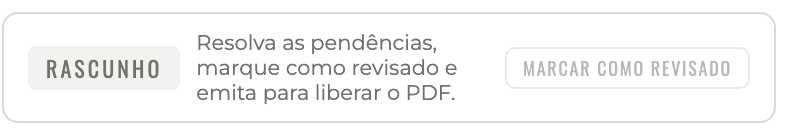 RASCUNHO
Resolva as pendências,
marque como revisado e
emita para liberar o PDF.
MARCAR COMO REVISADO